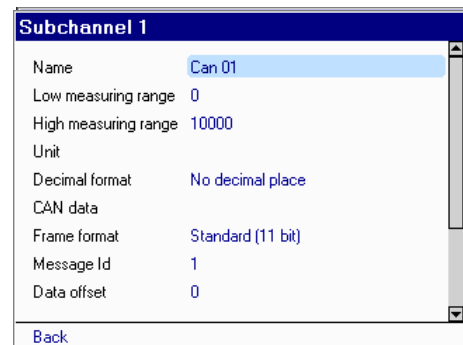 Subchannel 1
Name Can 01
Low measuring range 0
High measuring range 10000
Unit
Decimal format No decimal place
CAN data
Frame format Standard (11 bit)
Message Id 1
Data offset 0
Back